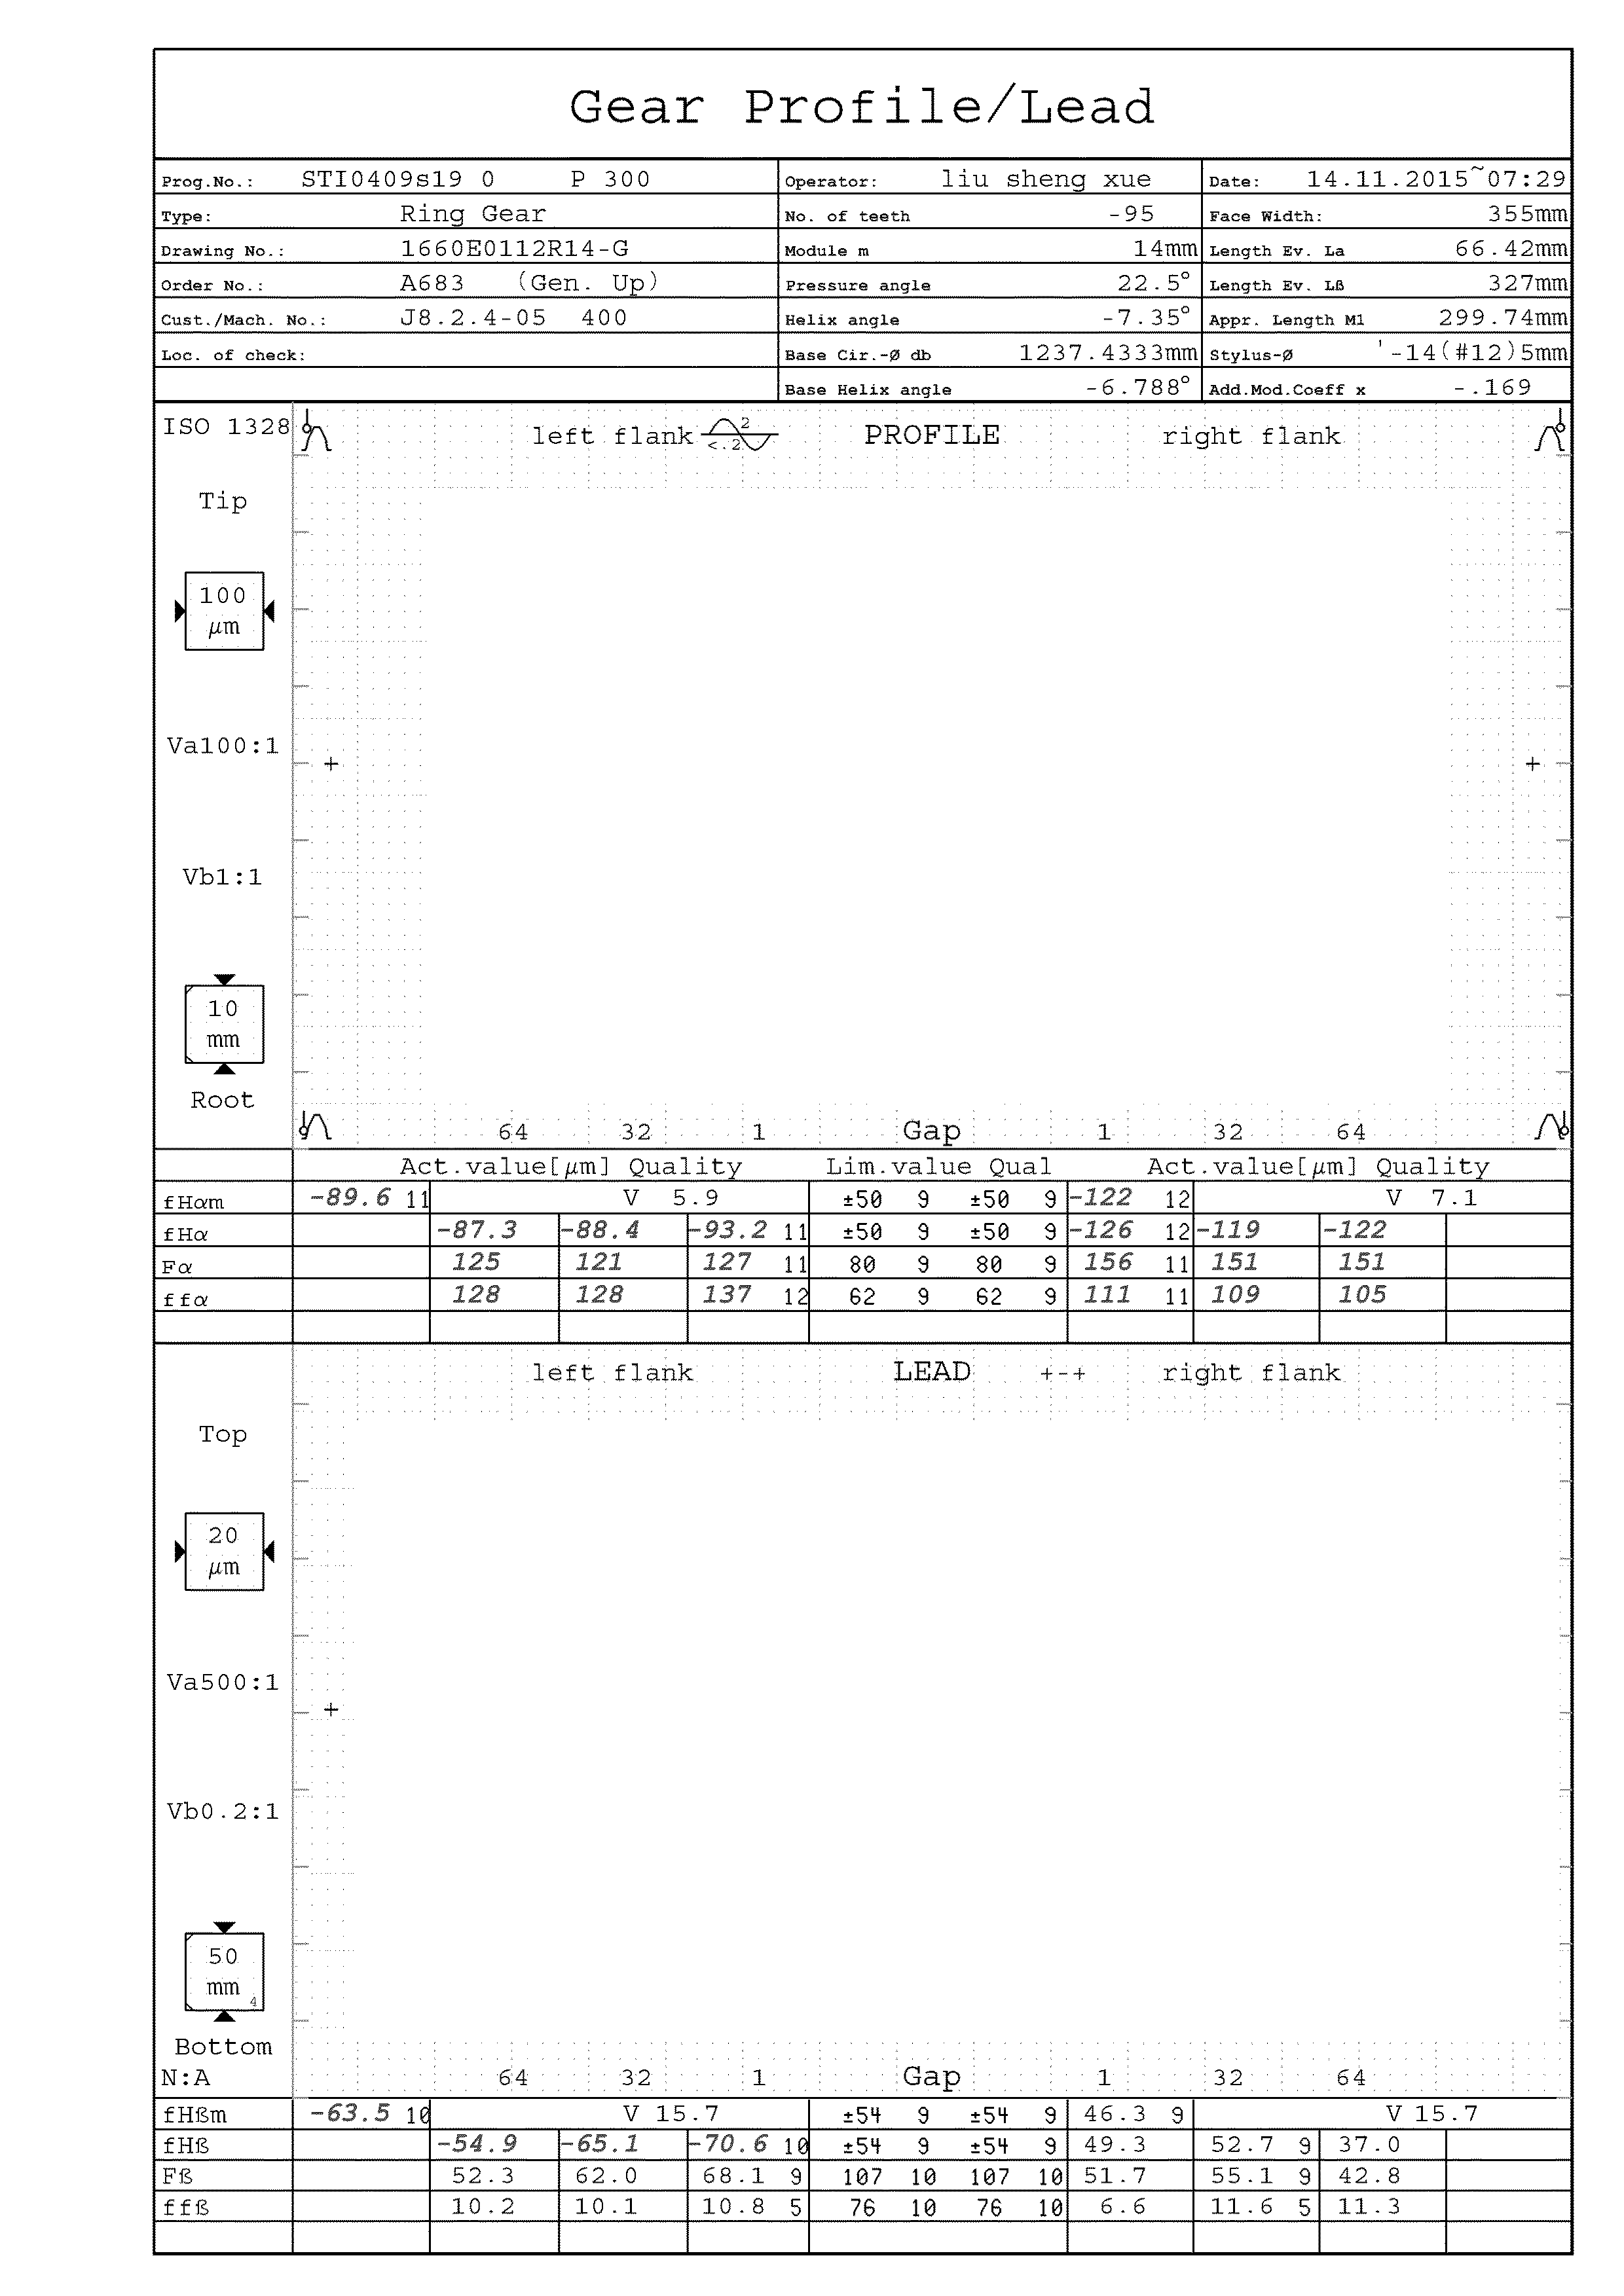 Gear Profile/Lead
Prog.No.: STI0409s19 0 P 300 Operator: liu sheng xue Date: 14.11.2015~07:29
Type: Ring Gear No. of teeth -95 Face Width: 355mm
Drawing No.: 1660E0112R14-G Module m 14mm Length Ev. La 66.42mm
Order No.: A683 (Gen. Up) Pressure angle 22.5° Length Ev. Lß 327mm
Cust./Mach. No.: J8.2.4-05 400 Helix angle -7.35° Appr. Length M1 299.74mm
Loc. of check: Base Cir.-Ø db 1237.4333mm Stylus-Ø '-14(#12)5mm
Base Helix angle -6.788° Add.Mod.Coeff x -.169
ISO 1328 left flank 2 <.2 PROFILE right flank
Tip
100
µm
Va100:1
+ +
Vb1:1
10
mm
Root
64 32 1 Gap 1 32 64
Act.value[µm] Quality Lim.value Qual Act.value[µm] Quality
fHαm -89.6 11 V 5.9 ±50 9 ±50 9 -122 12 V 7.1
fHα -87.3 -88.4 -93.2 11 ±50 9 ±50 9 -126 12 -119 -122
Fα 125 121 127 11 80 9 80 9 156 11 151 151
ffα 128 128 137 12 62 9 62 9 111 11 109 105
left flank LEAD +-+ right flank
Top
20
µm
Va500:1
+
Vb0.2:1
50
mm
4
Bottom
N:A 64 32 1 Gap 1 32 64
fHßm -63.5 10 V 15.7 ±54 9 ±54 9 46.3 9 V 15.7
fHß -54.9 -65.1 -70.6 10 ±54 9 ±54 9 49.3 52.7 9 37.0
Fß 52.3 62.0 68.1 9 107 10 107 10 51.7 55.1 9 42.8
ffß 10.2 10.1 10.8 5 76 10 76 10 6.6 11.6 5 11.3